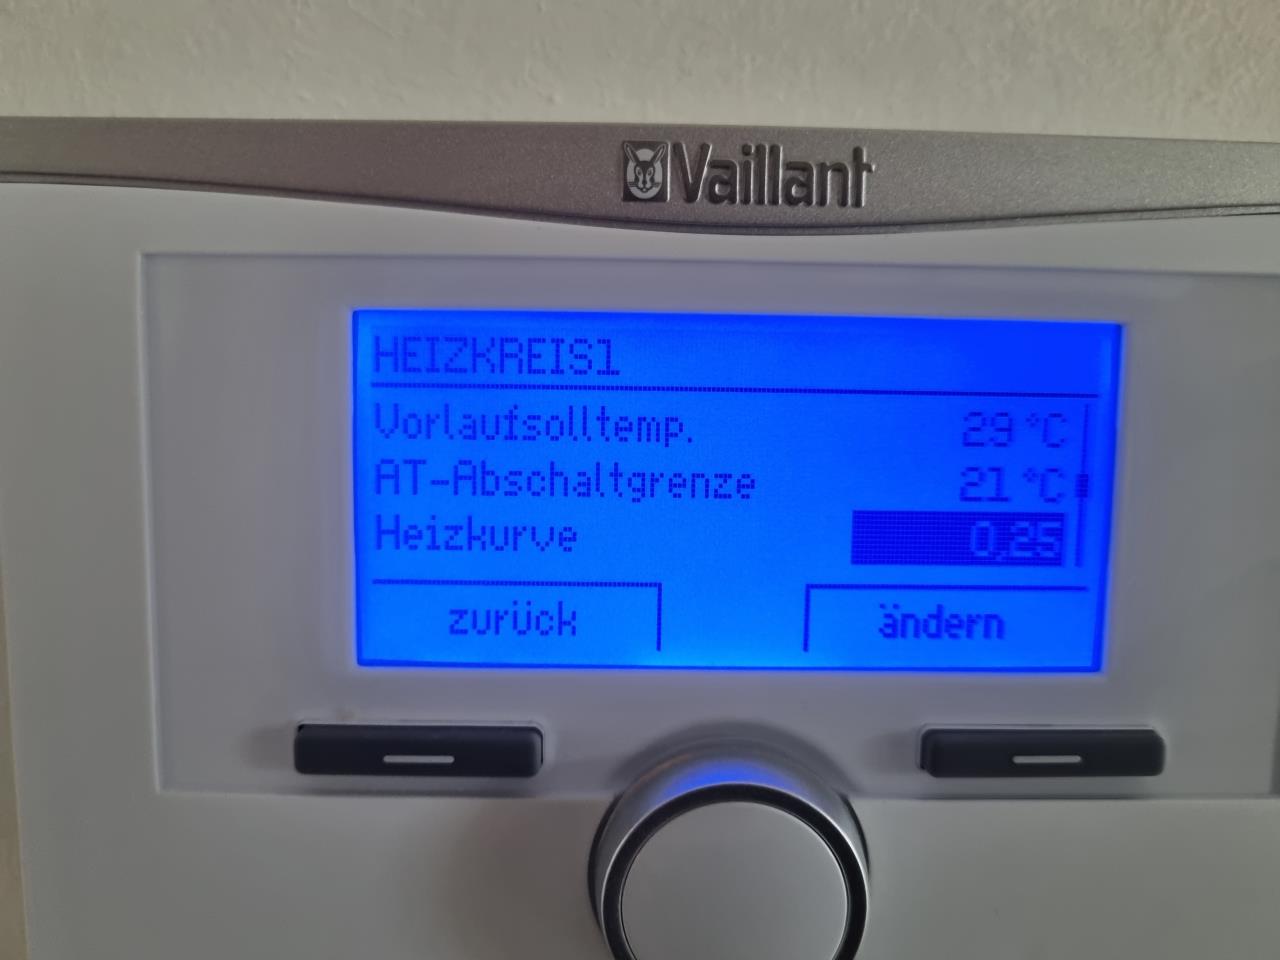 Vaillant
HEIZKREIS1
Vorlaufsolltemp. 29 °C
AT-Abschaltgrenze 21 °C
Heizkurve 0,25
zurück ändern